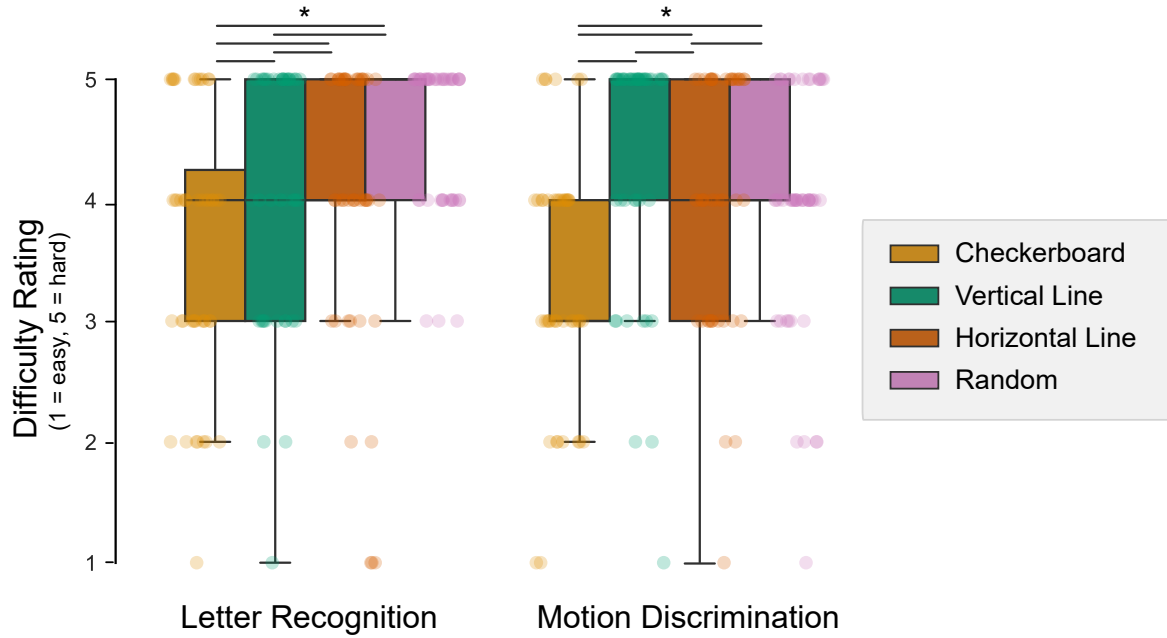 *
*
5
4
3
2
1
Difficulty Rating
(1 = easy, 5 = hard)
Checkerboard
Vertical Line
Horizontal Line
Random
Letter Recognition
Motion Discrimination